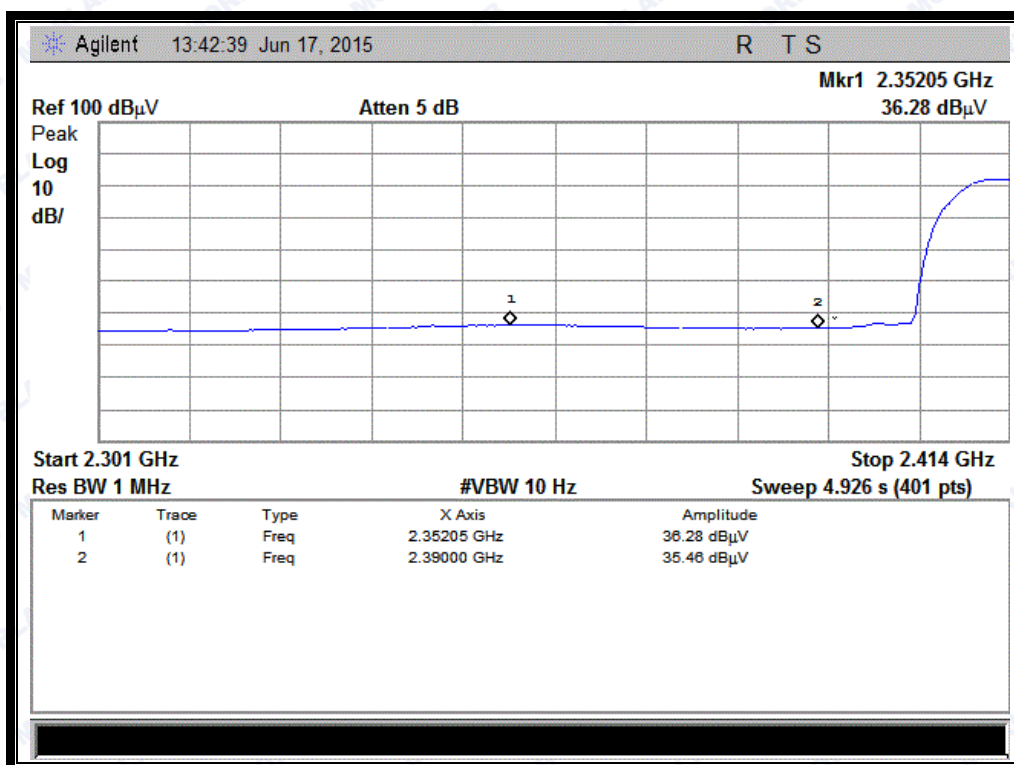 Agilent 13:42:39 Jun 17, 2015 R T S
Mkr1 2.35205 GHz
Ref 100 dBµV Atten 5 dB 36.28 dBµV
Peak
Log
10
dB/
1
2
Start 2.301 GHz Stop 2.414 GHz
Res BW 1 MHz #VBW 10 Hz Sweep 4.926 s (401 pts)
Marker Trace Type X Axis Amplitude
1 (1) Freq 2.35205 GHz 36.28 dBµV
2 (1) Freq 2.39000 GHz 35.46 dBµV